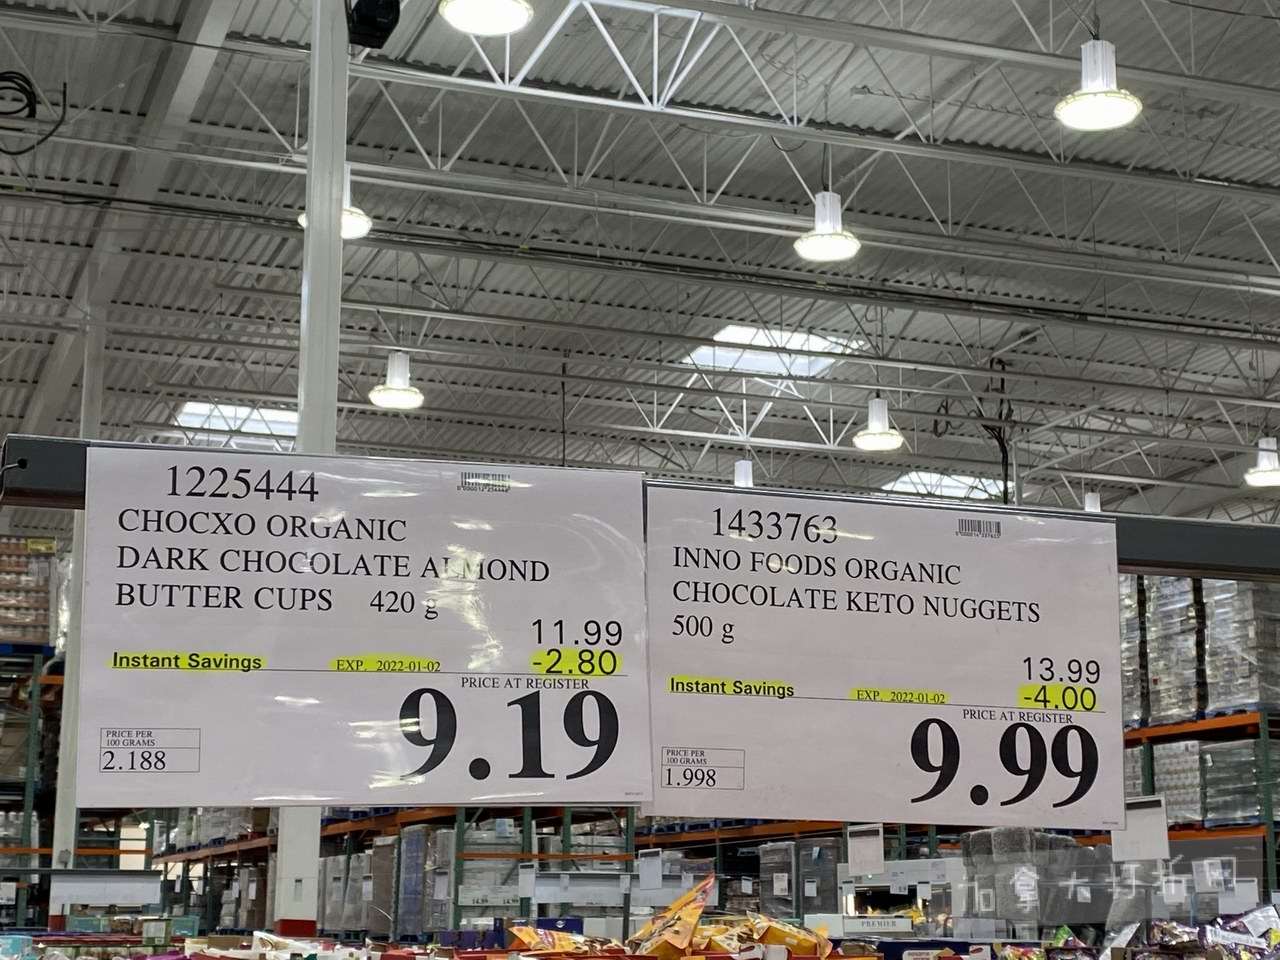 1225444
CHOCXO ORGANIC
DARK CHOCOLATE ALMOND
BUTTER CUPS 420 g
11.99
Instant Savings EXP. 2022-01-02 -2.80
PRICE AT REGISTER
9.19
PRICE PER
100 GRAMS
2.188
1433763
INNO FOODS ORGANIC
CHOCOLATE KETO NUGGETS
500 g
13.99
Instant Savings EXP. 2022-01-02 -4.00
PRICE AT REGISTER
9.99
PRICE PER
100 GRAMS
1.998
PREMIER
加拿大打折网